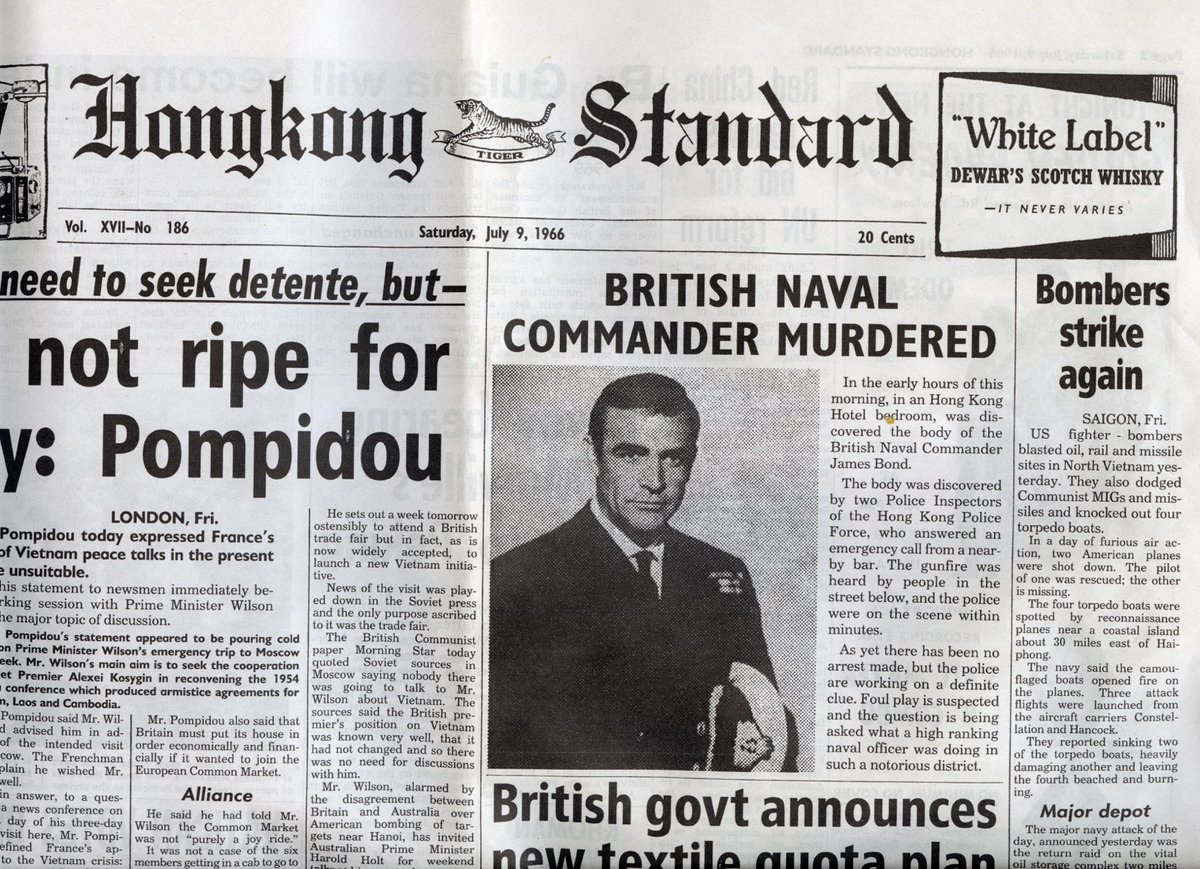 Hongkong Standard
TIGER
"White Label"
DEWAR'S SCOTCH WHISKY
—IT NEVER VARIES
Vol. XVII–No 186
Saturday, July 9, 1966
20 Cents
need to seek detente, but—
not ripe for
y: Pompidou
LONDON, Fri.
Pompidou today expressed France's
of Vietnam peace talks in the present
e unsuitable.
his statement to newsmen immediately be-
rking session with Prime Minister Wilson
he major topic of discussion.
Pompidou's statement appeared to be pouring cold
on Prime Minister Wilson's emergency trip to Moscow
eek. Mr. Wilson's main aim is to seek the cooperation
et Premier Alexei Kosygin in reconvening the 1954
conference which produced armistice agreements for
m, Laos and Cambodia.
Pompidou said Mr. Wil-
d advised him in ad-
of the intended visit
cow. The Frenchman
plain he wished Mr.
well.
in answer, to a ques-
a news conference on
day of his three-day
visit here, Mr. Pompi-
efined France's ap-
to the Vietnam crisis:
Mr. Pompidou also said that
Britain must put its house in
order economically and finan-
cially if it wanted to join the
European Common Market.
Alliance
He said he had told Mr.
Wilson the Common Market
was not "purely a joy ride."
It was not a case of the six
members getting in a cab to go to
He sets out a week tomorrow
ostensibly to attend a British
trade fair but in fact, as is
now widely accepted, to
launch a new Vietnam initia-
tive.
News of the visit was play-
ed down in the Soviet press
and the only purpose ascribed
to it was the trade fair.
The British Communist
paper Morning Star today
quoted Soviet sources in
Moscow saying nobody there
was going to talk to Mr.
Wilson about Vietnam. The
sources said the British pre-
mier's position on Vietnam
was known very well, that it
had not changed and so there
was no need for discussions
with him.
Mr. Wilson, alarmed by
the disagreement between
Britain and Australia over
American bombing of tar-
gets near Hanoi, has invited
Australian Prime Minister
Harold Holt for weekend
BRITISH NAVAL
COMMANDER MURDERED
In the early hours of this
morning, in an Hong Kong
Hotel bedroom, was dis-
covered the body of the
British Naval Commander
James Bond.
The body was discovered
by two Police Inspectors
of the Hong Kong Police
Force, who answered an
emergency call from a near-
by bar. The gunfire was
heard by people in the
street below, and the police
were on the scene within
minutes.
As yet there has been no
arrest made, but the police
are working on a definite
clue. Foul play is suspected
and the question is being
asked what a high ranking
naval officer was doing in
such a notorious district.
British govt announces
new textile quota plan
Bombers
strike
again
SAIGON, Fri.
US fighter - bombers
blasted oil, rail and missile
sites in North Vietnam yes-
terday. They also dodged
Communist MIGs and mis-
siles and knocked out four
torpedo boats.
In a day of furious air ac-
tion, two American planes
were shot down. The pilot
of one was rescued; the other
is missing.
The four torpedo boats were
spotted by reconnaissance
planes near a coastal island
about 30 miles east of Hai-
phong.
The navy said the camou-
flaged boats opened fire on
the planes. Three attack
flights were launched from
the aircraft carriers Constel-
lation and Hancock.
They reported sinking two
of the torpedo boats, heavily
damaging another and leaving
the fourth beached and burn-
ing.
Major depot
The major navy attack of the
day, announced yesterday was
the return raid on the vital
oil storage complex two miles